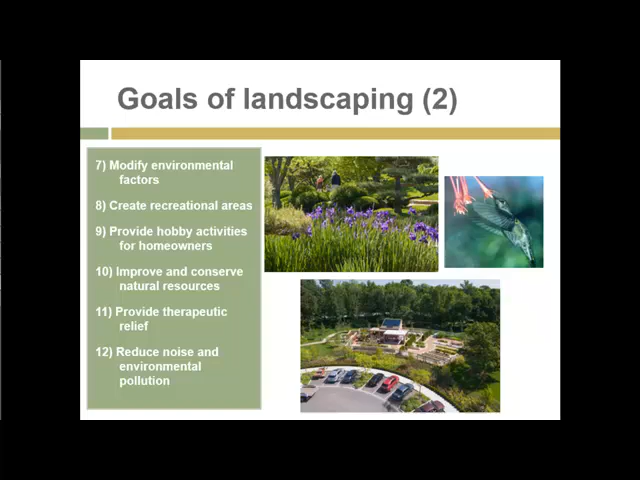 Goals of landscaping (2)
7) Modify environmental
factors
8) Create recreational areas
9) Provide hobby activities
for homeowners
10) Improve and conserve
natural resources
11) Provide therapeutic
relief
12) Reduce noise and
environmental
pollution